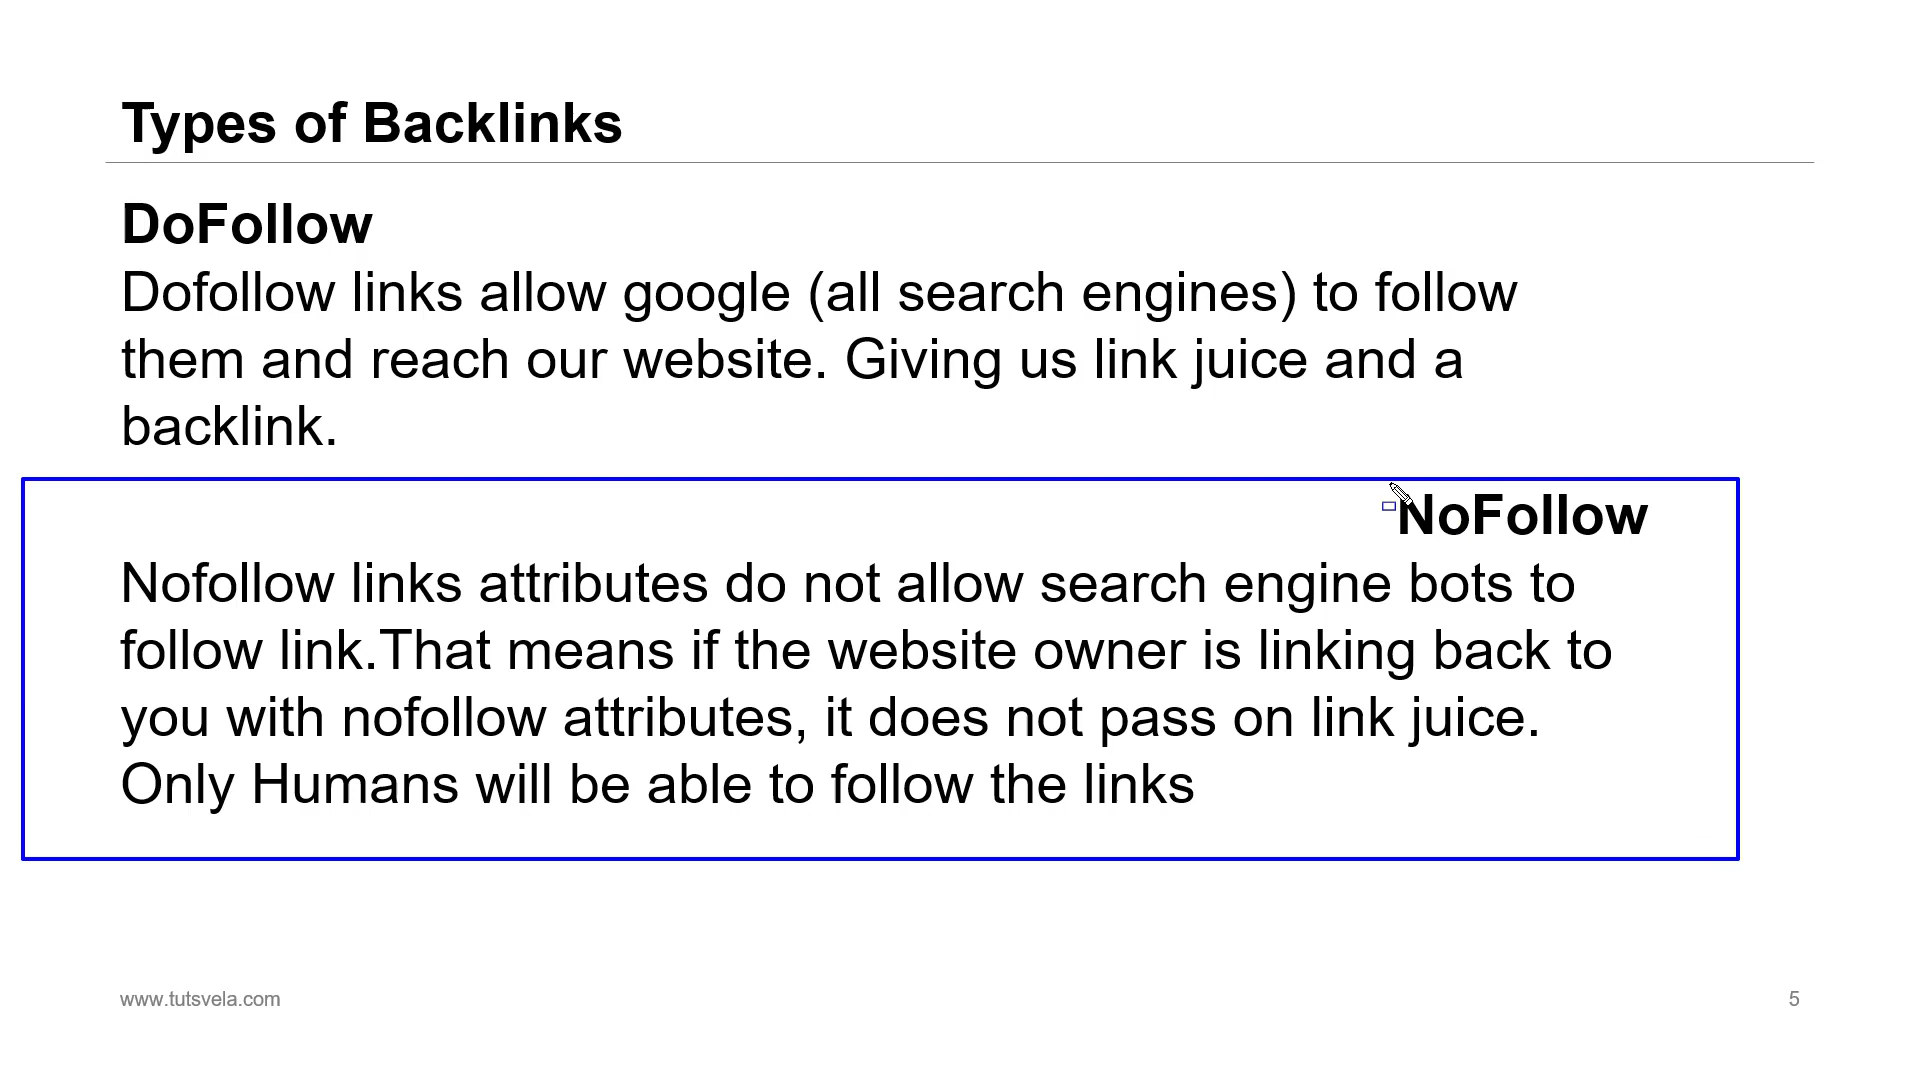 Types of Backlinks
DoFollow
Dofollow links allow google (all search engines) to follow
them and reach our website. Giving us link juice and a
backlink.
NoFollow
Nofollow links attributes do not allow search engine bots to
follow link.That means if the website owner is linking back to
you with nofollow attributes, it does not pass on link juice.
Only Humans will be able to follow the links
www.tutsvela.com
5